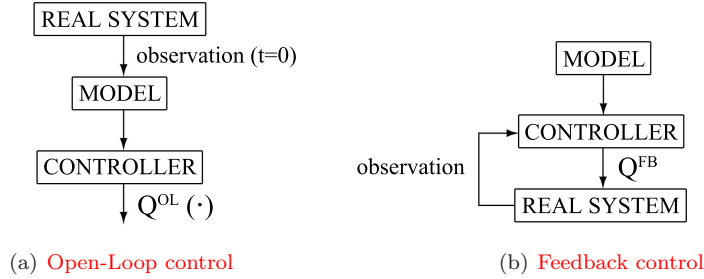 REAL SYSTEM
observation (t=0)
MODEL
CONTROLLER
Q^OL (·)
(a) Open-Loop control
MODEL
CONTROLLER
observation
Q^FB
REAL SYSTEM
(b) Feedback control